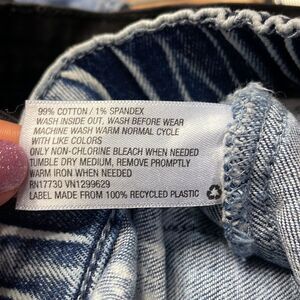 99% COTTON / 1% SPANDEX
WASH INSIDE OUT, WASH BEFORE WEAR
MACHINE WASH WARM NORMAL CYCLE
WITH LIKE COLORS
ONLY NON-CHLORINE BLEACH WHEN NEEDED
TUMBLE DRY MEDIUM, REMOVE PROMPTLY
WARM IRON WHEN NEEDED
RN17730 VN1299629
LABEL MADE FROM 100% RECYCLED PLASTIC